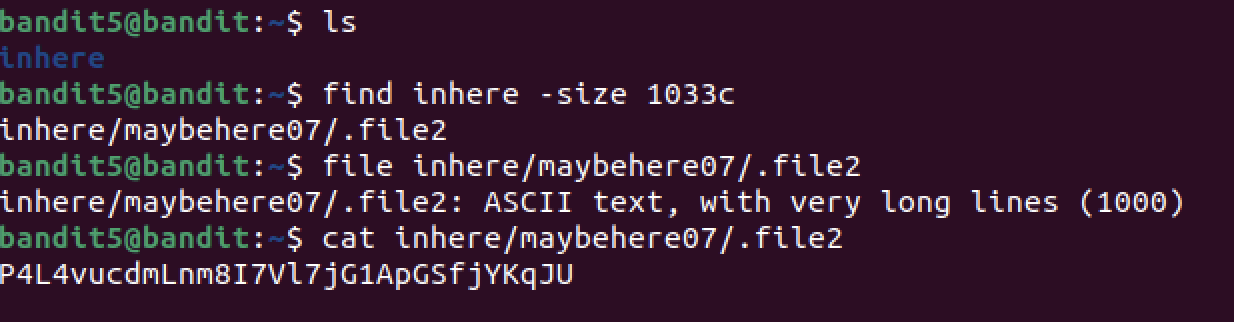 bandit5@bandit:~$ ls
inhere
bandit5@bandit:~$ find inhere -size 1033c
inhere/maybehere07/.file2
bandit5@bandit:~$ file inhere/maybehere07/.file2
inhere/maybehere07/.file2: ASCII text, with very long lines (1000)
bandit5@bandit:~$ cat inhere/maybehere07/.file2
P4L4vucdmLnm8I7Vl7jG1ApGSfjYKqJU